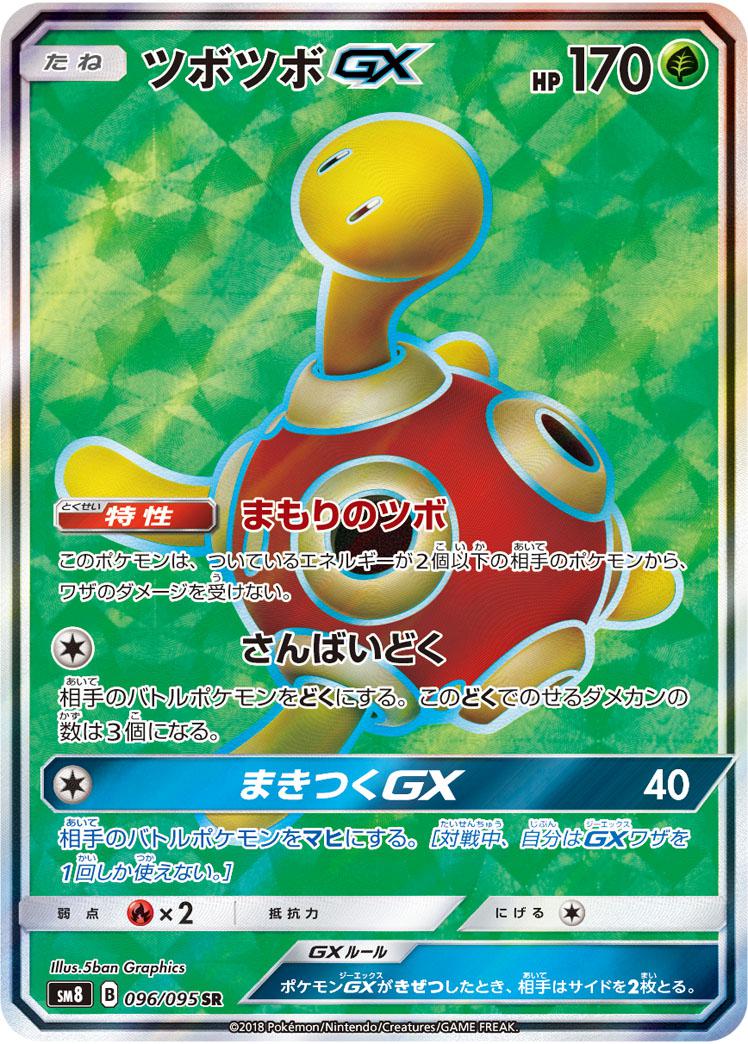 たね ツボツボGX HP 170
とくせい
特性 まもりのツボ
このポケモンは、ついているエネルギーが2個以下の相手のポケモンから、
ワザのダメージを受けない。
さんばいどく
相手のバトルポケモンをどくにする。このどくでのせるダメカンの
数は3個になる。
まきつくGX 40
相手のバトルポケモンをマヒにする。[対戦中、自分はGXワザを
1回しか使えない。]
弱点 ×2 抵抗力 にげる
GXルール
ポケモンGXがきぜつしたとき、相手はサイドを2枚とる。
Illus.5ban Graphics
SM8 B 096/095 SR
©2018 Pokémon/Nintendo/Creatures/GAME FREAK.